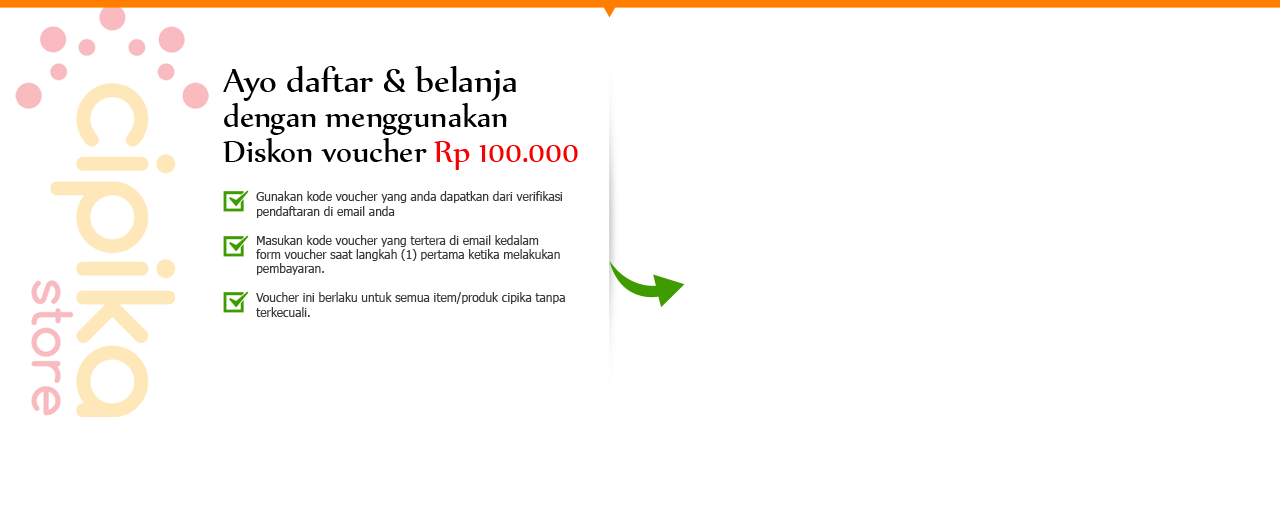 cipika
store
Ayo daftar & belanja
dengan menggunakan
Diskon voucher Rp 100.000
Gunakan kode voucher yang anda dapatkan dari verifikasi
pendaftaran di email anda
Masukan kode voucher yang tertera di email kedalam
form voucher saat langkah (1) pertama ketika melakukan
pembayaran.
Voucher ini berlaku untuk semua item/produk cipika tanpa
terkecuali.